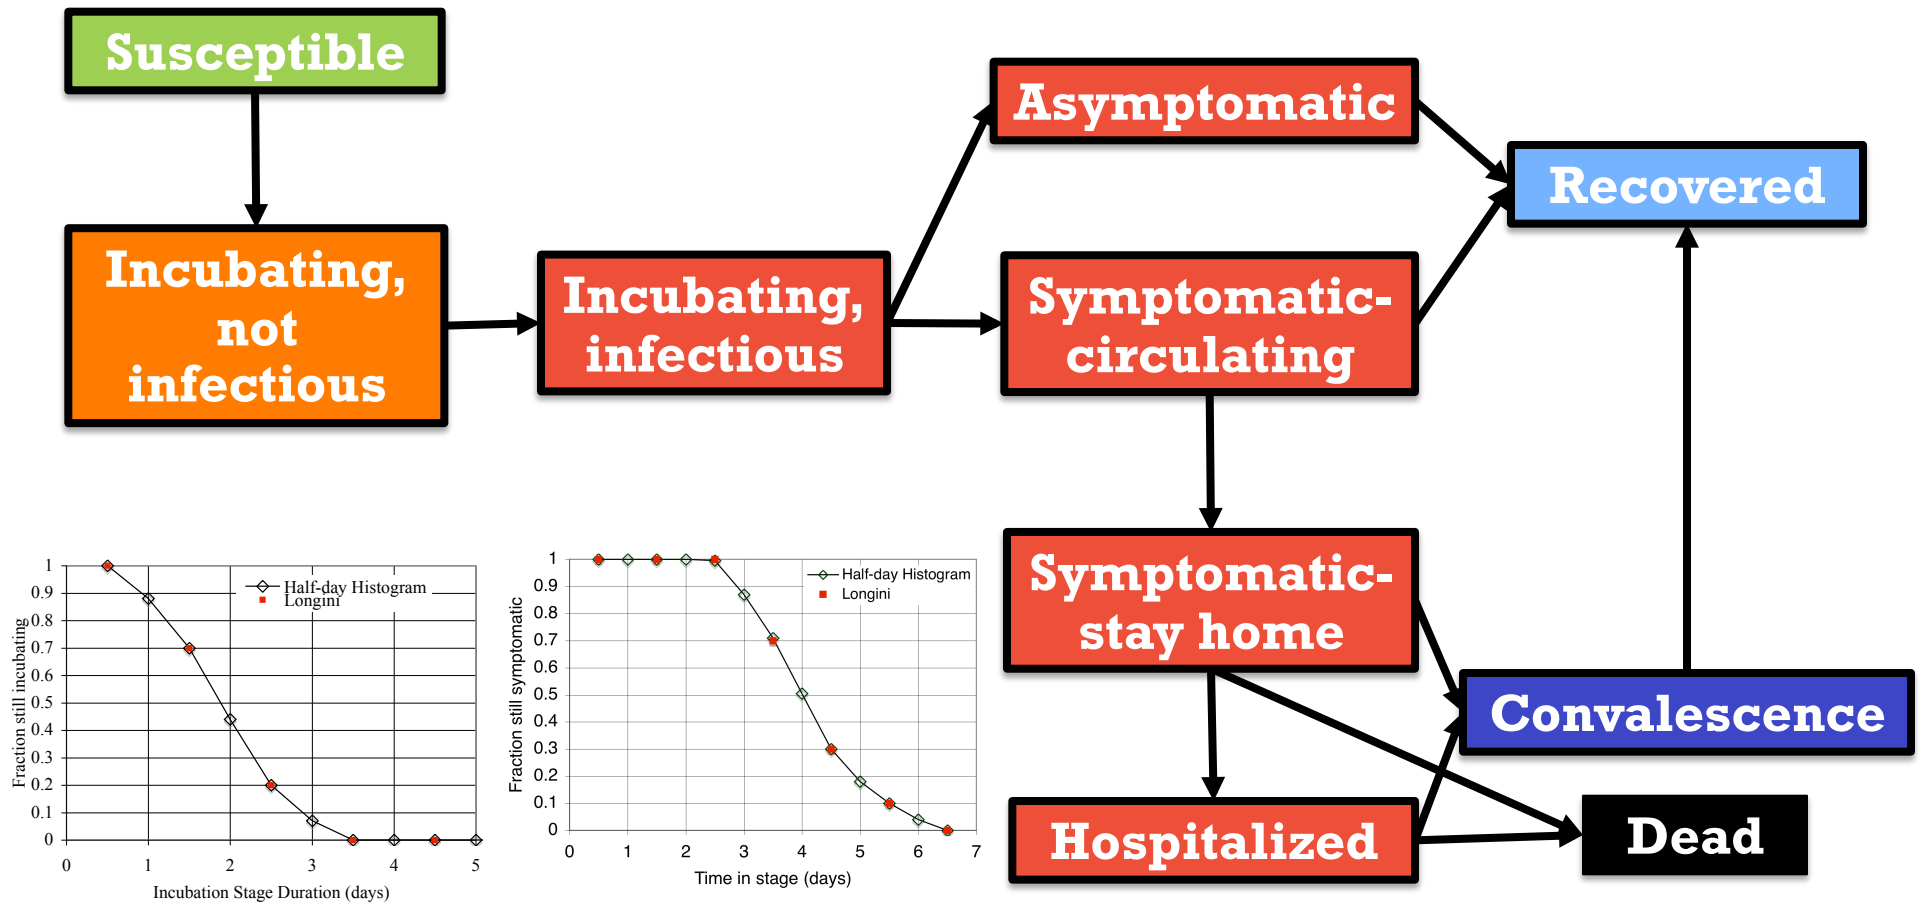 Susceptible
Asymptomatic
Recovered
Incubating,
not
infectious
Incubating,
infectious
Symptomatic-
circulating
Symptomatic-
stay home
Convalescence
Hospitalized
Dead
Fraction still incubating
1
0.9
0.8
0.7
0.6
0.5
0.4
0.3
0.2
0.1
0
Half-day Histogram
Longini
0 1 2 3 4 5
Incubation Stage Duration (days)
Fraction still symptomatic
1
0.9
0.8
0.7
0.6
0.5
0.4
0.3
0.2
0.1
0
Half-day Histogram
Longini
0 1 2 3 4 5 6 7
Time in stage (days)